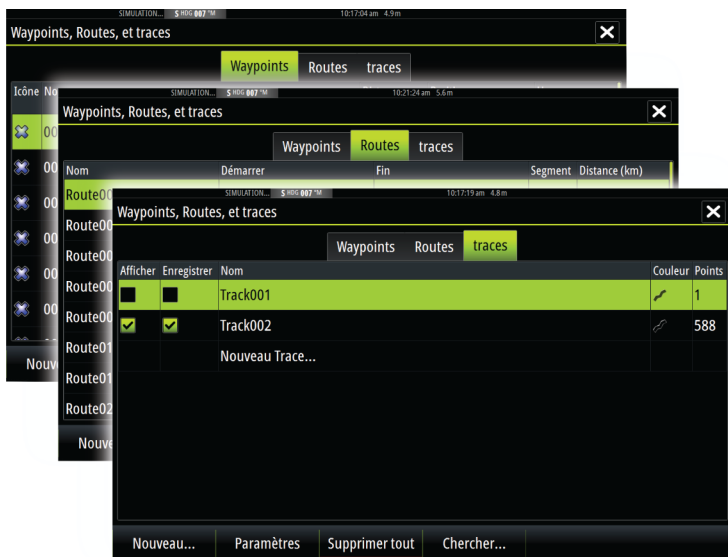 SIMULATION... S HDG 007 °M 10:17:04 am 4.9 m
Waypoints, Routes, et traces
Waypoints Routes traces
Icône
SIMULATION... S HDG 007 °M 10:21:24 am 5.6 m
Waypoints, Routes, et traces
Waypoints Routes traces
Nom Démarrer Fin Segment Distance (km)
SIMULATION... S HDG 007 °M 10:17:19 am 4.8 m
Waypoints, Routes, et traces
Waypoints Routes traces
Afficher Enregistrer Nom Couleur Points
Track001 1
Track002 588
Nouveau Trace...
Nouveau... Paramètres Supprimer tout Chercher...